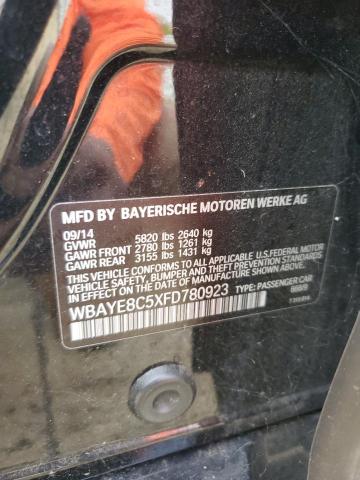 MFD BY BAYERISCHE MOTOREN WERKE AG
09/14
GVWR 5820 lbs 2640 kg
GAWR FRONT 2780 lbs 1261 kg
GAWR REAR 3155 lbs 1431 kg
THIS VEHICLE CONFORMS TO ALL APPLICABLE U.S.FEDERAL MOTOR
VEHICLE SAFETY, BUMPER AND THEFT PREVENTION STANDARDS
IN EFFECT ON THE DATE OF MANUFACTURE SHOWN ABOVE.
WBAYE8C5XFD780923 TYPE: PASSENGER CAR